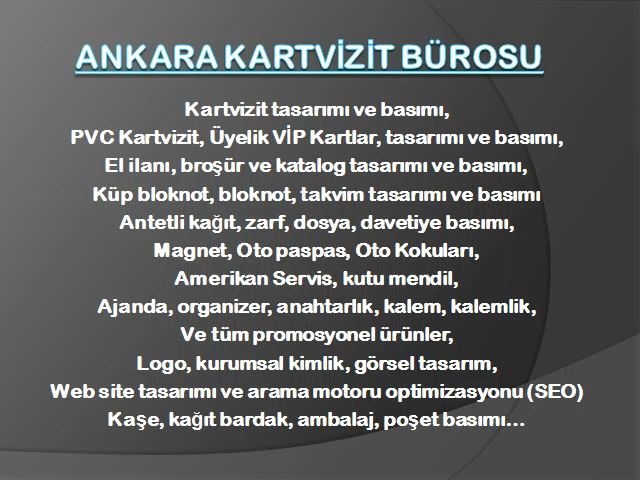 ANKARA KARTVİZİT BÜROSU
Kartvizit tasarımı ve basımı,
PVC Kartvizit, Üyelik VİP Kartlar, tasarımı ve basımı,
El ilanı, broşür ve katalog tasarımı ve basımı,
Küp bloknot, bloknot, takvim tasarımı ve basımı
Antetli kağıt, zarf, dosya, davetiye basımı,
Magnet, Oto paspas, Oto Kokuları,
Amerikan Servis, kutu mendil,
Ajanda, organizer, anahtarlık, kalem, kalemlik,
Ve tüm promosyonel ürünler,
Logo, kurumsal kimlik, görsel tasarım,
Web site tasarımı ve arama motoru optimizasyonu (SEO)
Kaşe, kağıt bardak, ambalaj, poşet basımı...